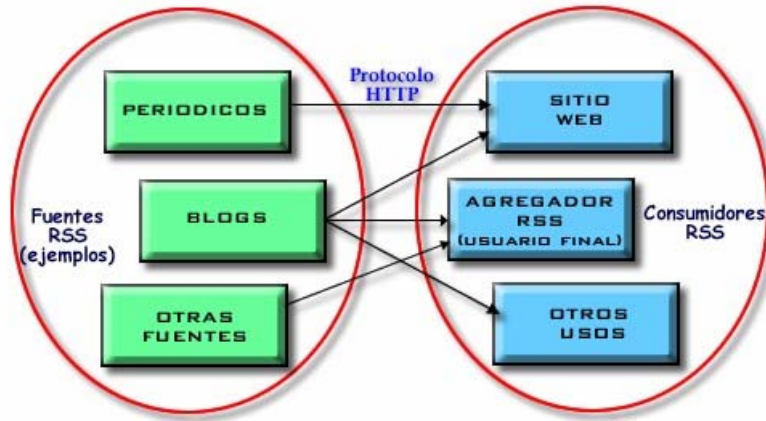 Protocolo
HTTP
PERIODICOS
SITIO
WEB
Fuentes
RSS
(ejemplos)
BLOGS
AGREGADOR
RSS
(USUARIO FINAL)
Consumidores
RSS
OTRAS
FUENTES
OTROS
USOS